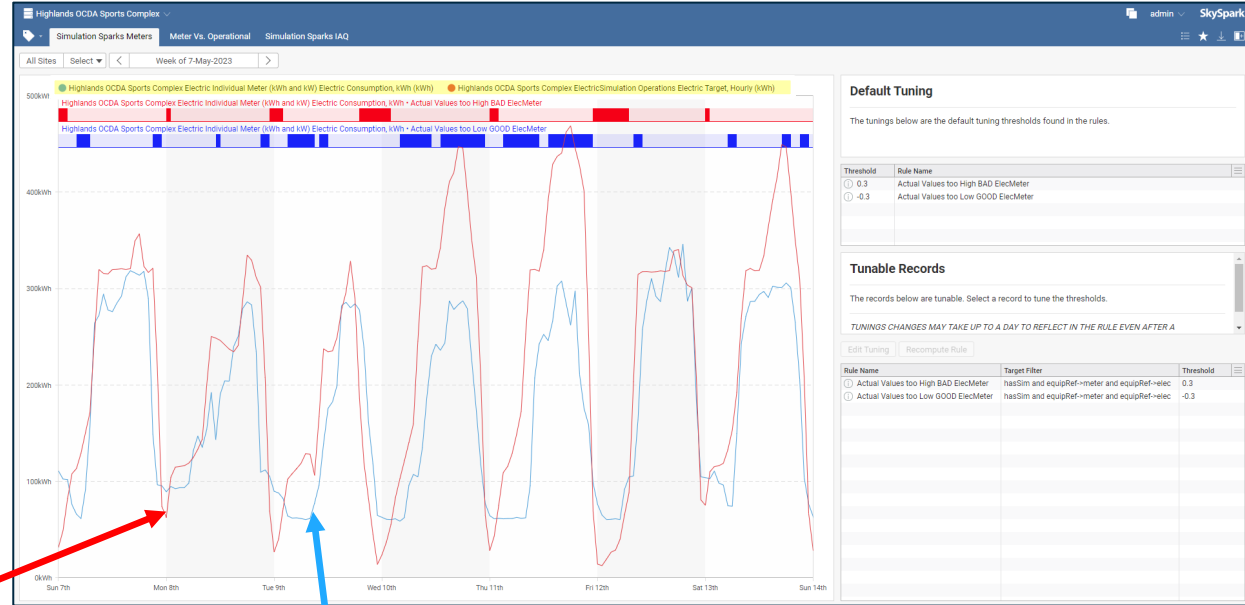 Highlands OCDA Sports Complex
admin
SkySpark
Simulation Sparks Meters
Meter Vs. Operational
Simulation Sparks IAQ
All Sites
Select
Week of 7-May-2023
Highlands OCDA Sports Complex Electric Individual Meter (kWh and kW) Electric Consumption, kWh (kWh)
Highlands OCDA Sports Complex ElectricSimulation Operations Electric Target, Hourly (kWh)
500kWh
Highlands OCDA Sports Complex Electric Individual Meter (kWh and kW) Electric Consumption, kWh • Actual Values too High BAD ElecMeter
Highlands OCDA Sports Complex Electric Individual Meter (kWh and kW) Electric Consumption, kWh • Actual Values too Low GOOD ElecMeter
400kWh
300kWh
200kWh
100kWh
0kWh
Sun 7th
Mon 8th
Tue 9th
Wed 10th
Thu 11th
Fri 12th
Sat 13th
Sun 14th
Default Tuning
The tunings below are the default tuning thresholds found in the rules.
Threshold Rule Name
0.3 Actual Values too High BAD ElecMeter
-0.3 Actual Values too Low GOOD ElecMeter
Tunable Records
The records below are tunable. Select a record to tune the thresholds.
TUNINGS CHANGES MAY TAKE UP TO A DAY TO REFLECT IN THE RULE EVEN AFTER A
Edit Tuning
Recompute Rule
Rule Name Target Filter Threshold
Actual Values too High BAD ElecMeter hasSim and equipRef->meter and equipRef->elec 0.3
Actual Values too Low GOOD ElecMeter hasSim and equipRef->meter and equipRef->elec -0.3